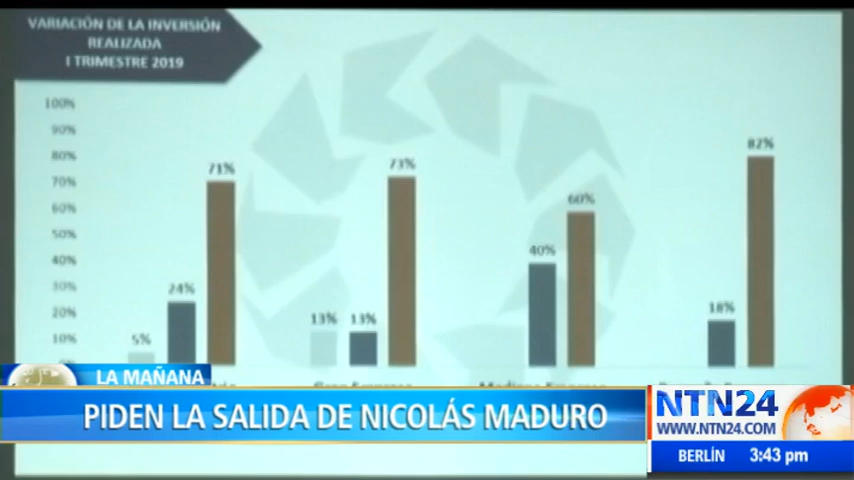 VARIACIÓN DE LA INVERSIÓN
REALIZADA
I TRIMESTRE 2019
100%
90%
80%
70%
60%
50%
40%
30%
20%
10%
5%
24%
71%
13%
13%
73%
40%
60%
18%
82%
LA MAÑANA
PIDEN LA SALIDA DE NICOLÁS MADURO
NTN24
WWW.NTN24.COM
BERLÍN 3:43 pm